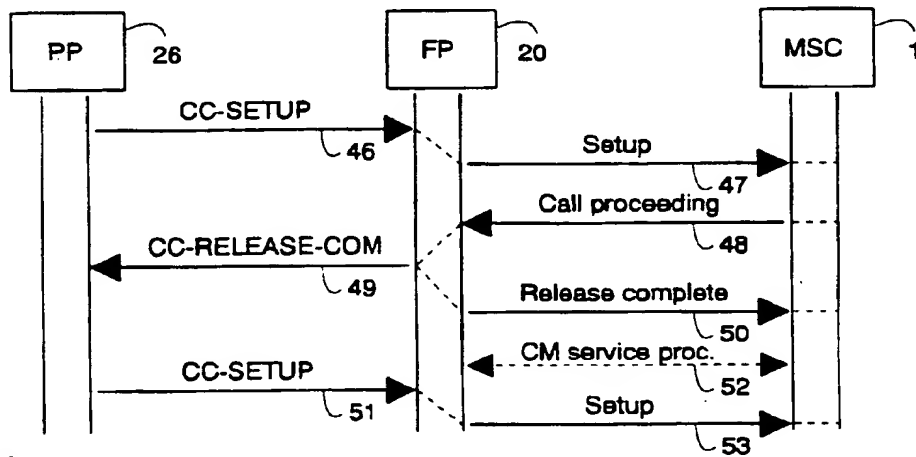 PP 26 FP 20 MSC 1
CC-SETUP
46
Setup
47
Call proceeding
48
CC-RELEASE-COM
49
Release complete
50
CM service proc.
52
CC-SETUP
51
Setup
53